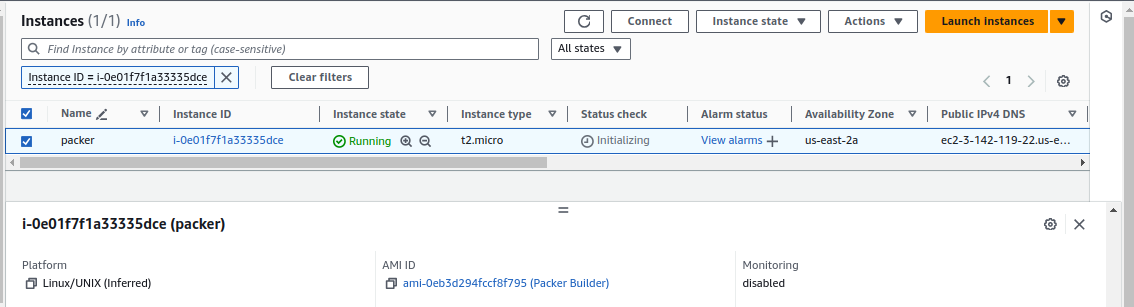 Instances (1/1) Info
Connect
Instance state
Actions
Launch instances
Find Instance by attribute or tag (case-sensitive)
All states
Instance ID = i-0e01f7f1a33335dce
Clear filters
1
Name Instance ID Instance state Instance type Status check Alarm status Availability Zone Public IPv4 DNS
packer i-0e01f7f1a33335dce Running t2.micro Initializing View alarms us-east-2a ec2-3-142-119-22.us-e...
i-0e01f7f1a33335dce (packer)
Platform AMI ID Monitoring
Linux/UNIX (Inferred) ami-0eb3d294fccf8f795 (Packer Builder) disabled